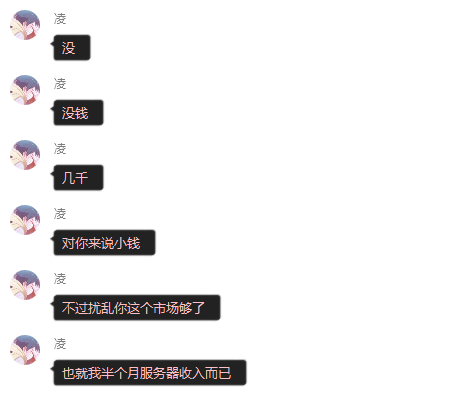 凌
没
凌
没钱
凌
几千
凌
对你来说小钱
凌
不过扰乱你这个市场够了
凌
也就我半个月服务器收入而已